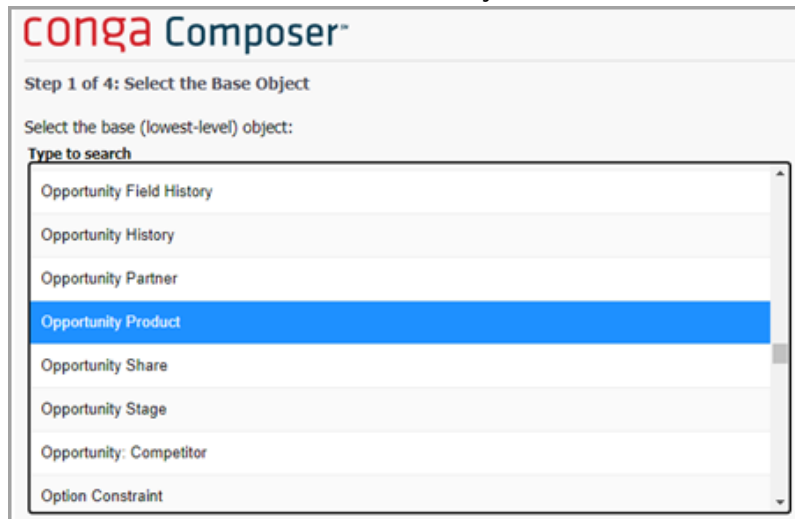 conga Composer™
Step 1 of 4: Select the Base Object
Select the base (lowest-level) object:
Type to search
Opportunity Field History
Opportunity History
Opportunity Partner
Opportunity Product
Opportunity Share
Opportunity Stage
Opportunity: Competitor
Option Constraint